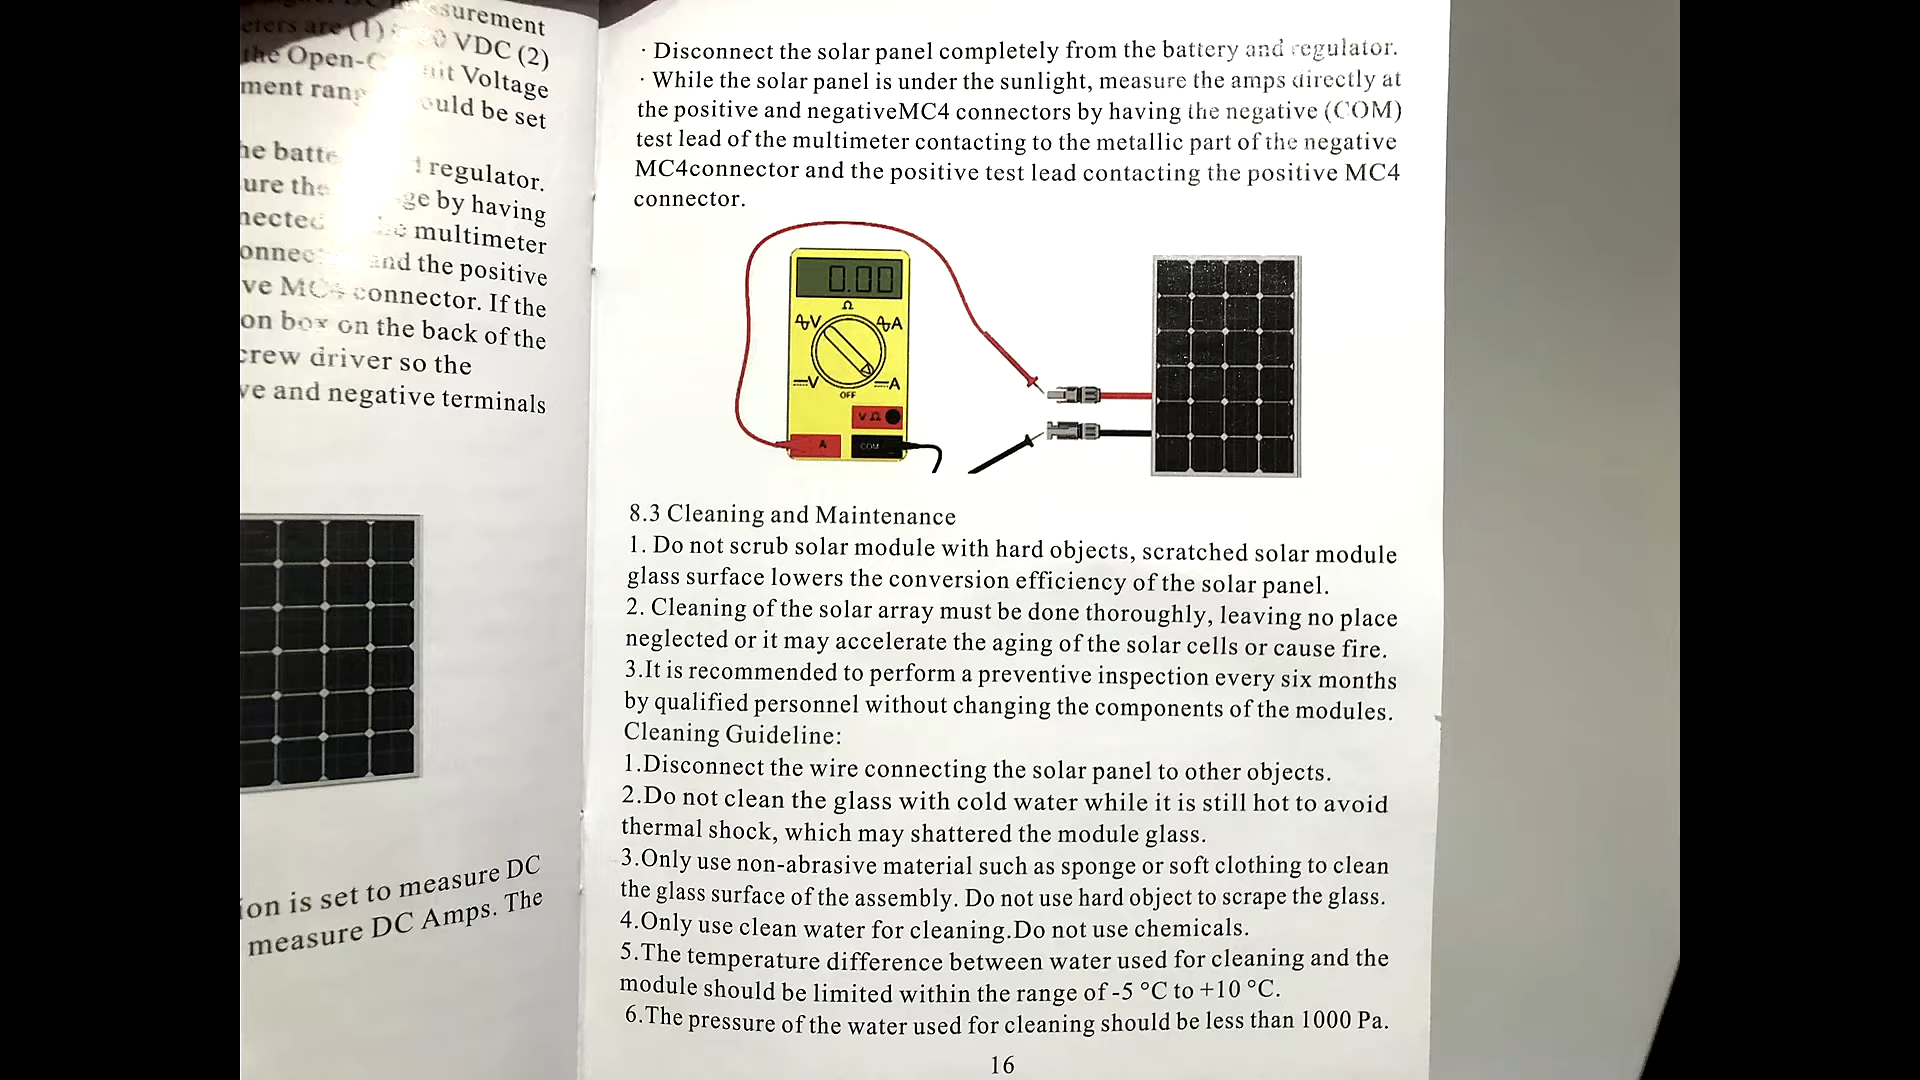 surement
eters are (1)
0 VDC (2)
the Open-
Voltage
ment
ould be set
regulator.
by having
multimeter
and the positive
connector. If the
on box on the back of the
crew driver so the
ve and negative terminals
ion is set to measure DC
measure DC Amps. The
· Disconnect the solar panel completely from the battery and regulator.
· While the solar panel is under the sunlight, measure the amps directly at
the positive and negativeMC4 connectors by having the negative (COM)
test lead of the multimeter contacting to the metallic part of the negative
MC4connector and the positive test lead contacting the positive MC4
connector.
0.00
Ω
V
A
V
A
OFF
V Ω
A
COM
8.3 Cleaning and Maintenance
1. Do not scrub solar module with hard objects, scratched solar module
glass surface lowers the conversion efficiency of the solar panel.
2. Cleaning of the solar array must be done thoroughly, leaving no place
neglected or it may accelerate the aging of the solar cells or cause fire.
3.It is recommended to perform a preventive inspection every six months
by qualified personnel without changing the components of the modules.
Cleaning Guideline:
1.Disconnect the wire connecting the solar panel to other objects.
2.Do not clean the glass with cold water while it is still hot to avoid
thermal shock, which may shattered the module glass.
3.Only use non-abrasive material such as sponge or soft clothing to clean
the glass surface of the assembly. Do not use hard object to scrape the glass.
4.Only use clean water for cleaning.Do not use chemicals.
5.The temperature difference between water used for cleaning and the
module should be limited within the range of -5 °C to +10 °C.
6.The pressure of the water used for cleaning should be less than 1000 Pa.
16